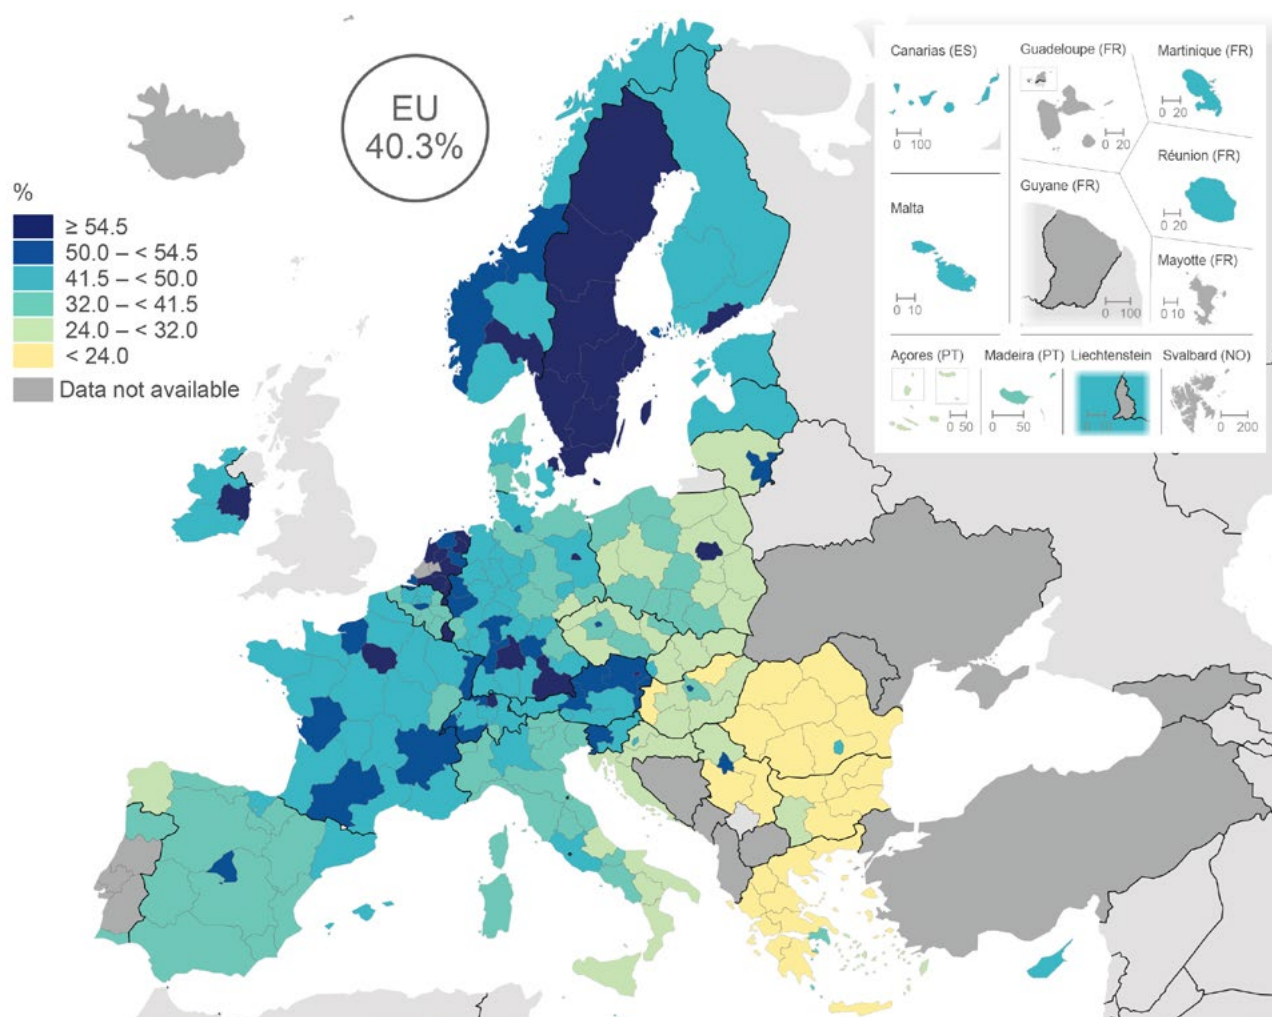 EU
40.3%
%
≥ 54.5
50.0 – < 54.5
41.5 – < 50.0
32.0 – < 41.5
24.0 – < 32.0
< 24.0
Data not available
Canarias (ES)
0 100
Guadeloupe (FR)
0 20
Martinique (FR)
0 20
Réunion (FR)
0 20
Malta
0 10
Guyane (FR)
0 100
Mayotte (FR)
0 10
Açores (PT)
0 50
Madeira (PT)
0 50
Liechtenstein
Svalbard (NO)
0 200